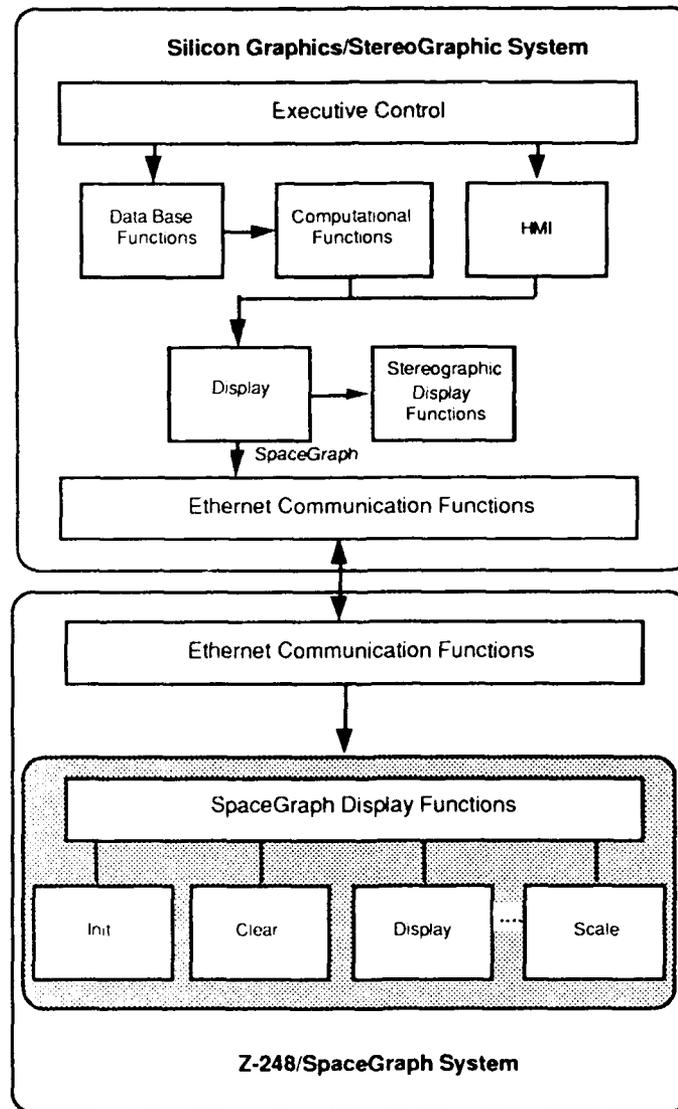 Silicon Graphics/StereoGraphic System
Executive Control
Data Base
Functions
Computational
Functions
HMI
Display
Stereographic
Display
Functions
SpaceGraph
Ethernet Communication Functions
Ethernet Communication Functions
SpaceGraph Display Functions
Init
Clear
Display
....
Scale
Z-248/SpaceGraph System